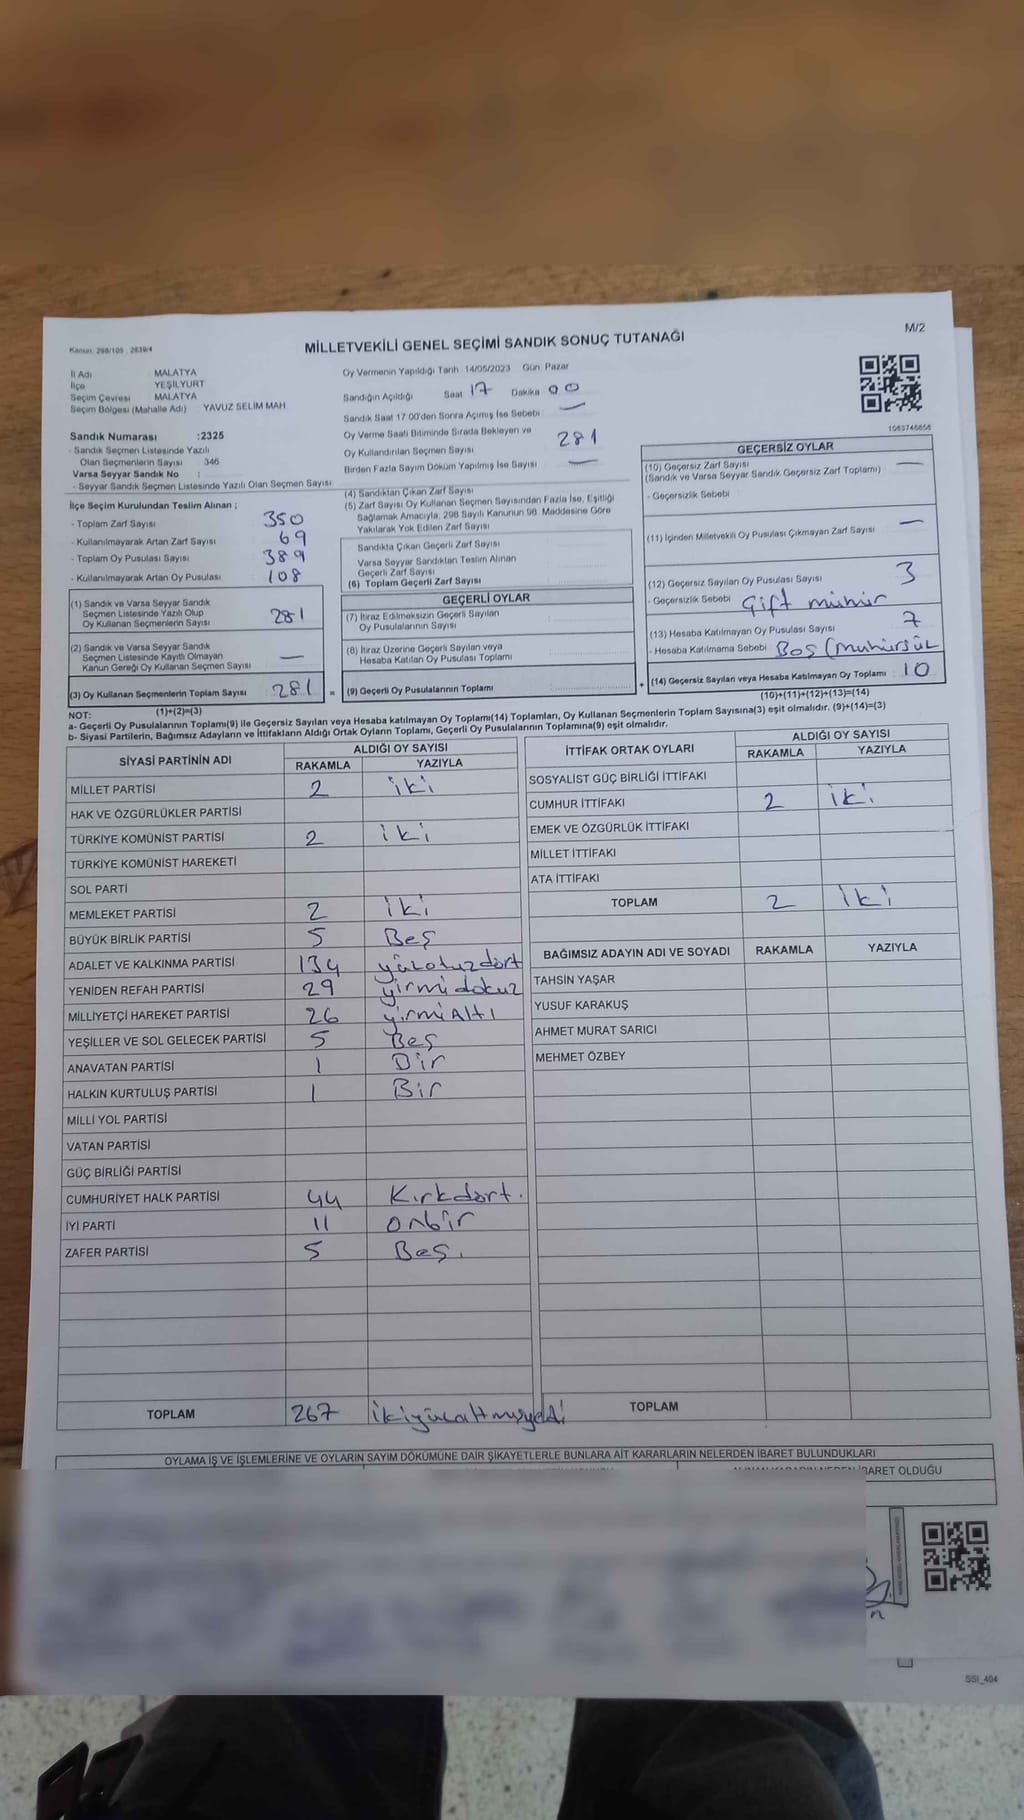 M/2
Kanun: 298/105 , 2839/4
MİLLETVEKİLİ GENEL SEÇİMİ SANDIK SONUÇ TUTANAĞI
İl Adı MALATYA
İlçe YEŞİLYURT
Seçim Çevresi MALATYA
Seçim Bölgesi (Mahalle Adı) YAVUZ SELİM MAH
Sandık Numarası :2325
- Sandık Seçmen Listesinde Yazılı
Olan Seçmenlerin Sayısı 346
Varsa Seyyar Sandık No :
- Seyyar Sandık Seçmen Listesinde Yazılı Olan Seçmen Sayısı
Oy Vermenin Yapıldığı Tarih :14/05/2023 Gün: Pazar
Sandığın Açıldığı Saat 17 Dakika 00
Sandık Saat 17:00'den Sonra Açılmış İse Sebebi —
Oy Verme Saati Bitiminde Sırada Bekleyen ve
Oy Kullandırılan Seçmen Sayısı 281
Birden Fazla Sayım Döküm Yapılmış İse Sayısı —
1063746656
İlçe Seçim Kurulundan Teslim Alınan ;
- Toplam Zarf Sayısı 350
- Kullanılmayarak Artan Zarf Sayısı 69
- Toplam Oy Pusulası Sayısı 389
- Kullanılmayarak Artan Oy Pusulası 108
(1) Sandık ve Varsa Seyyar Sandık
Seçmen Listesinde Yazılı Olup
Oy Kullanan Seçmenlerin Sayısı 281
(2) Sandık ve Varsa Seyyar Sandık
Seçmen Listesinde Kayıtlı Olmayan
Kanun Gereği Oy Kullanan Seçmen Sayısı —
(3) Oy Kullanan Seçmenlerin Toplam Sayısı : 281 =
(4) Sandıktan Çıkan Zarf Sayısı
(5) Zarf Sayısı Oy Kullanan Seçmen Sayısından Fazla İse, Eşitliği
Sağlamak Amacıyla, 298 Sayılı Kanunun 98. Maddesine Göre
Yakılarak Yok Edilen Zarf Sayısı
Sandıkta Çıkan Geçerli Zarf Sayısı
Varsa Seyyar Sandıktan Teslim Alınan
Geçerli Zarf Sayısı
(6) Toplam Geçerli Zarf Sayısı
GEÇERLİ OYLAR
(7) İtiraz Edilmeksizin Geçerli Sayılan
Oy Pusulalarının Sayısı
(8) İtiraz Üzerine Geçerli Sayılan veya
Hesaba Katılan Oy Pusulası Toplamı
(9) Geçerli Oy Pusulalarının Toplamı +
GEÇERSİZ OYLAR
(10) Geçersiz Zarf Sayısı —
(Sandık ve Varsa Seyyar Sandık Geçersiz Zarf Toplamı)
- Geçersizlik Sebebi
(11) İçinden Milletvekili Oy Pusulası Çıkmayan Zarf Sayısı —
(12) Geçersiz Sayılan Oy Pusulası Sayısı 3
- Geçersizlik Sebebi Çift mühür
(13) Hesaba Katılmayan Oy Pusulası Sayısı 7
- Hesaba Katılmama Sebebi Boş (mühürsüz
(14) Geçersiz Sayılan veya Hesaba Katılmayan Oy Toplamı : 10
(1)+(2)=(3)
(10)+(11)+(12)+(13)=(14)
NOT:
a- Geçerli Oy Pusulalarının Toplamı(9) ile Geçersiz Sayılan veya Hesaba katılmayan Oy Toplamı(14) Toplamları, Oy Kullanan Seçmenlerin Toplam Sayısına(3) eşit olmalıdır. (9)+(14)=(3)
b- Siyasi Partilerin, Bağımsız Adayların ve İttifakların Aldığı Ortak Oyların Toplamı, Geçerli Oy Pusulalarının Toplamına(9) eşit olmalıdır.
SİYASİ PARTİNİN ADI ALDIĞI OY SAYISI
RAKAMLA YAZIYLA
MİLLET PARTİSİ 2 iki
HAK VE ÖZGÜRLÜKLER PARTİSİ
TÜRKİYE KOMÜNİST PARTİSİ 2 iki
TÜRKİYE KOMÜNİST HAREKETİ
SOL PARTİ
MEMLEKET PARTİSİ 2 iki
BÜYÜK BİRLİK PARTİSİ 5 Beş
ADALET VE KALKINMA PARTİSİ 134 yüzotuzdört
YENİDEN REFAH PARTİSİ 29 yirmidokuz
MİLLİYETÇİ HAREKET PARTİSİ 26 yirmiAltı
YEŞİLLER VE SOL GELECEK PARTİSİ 5 Beş
ANAVATAN PARTİSİ 1 Bir
HALKIN KURTULUŞ PARTİSİ 1 Bir
MİLLİ YOL PARTİSİ
VATAN PARTİSİ
GÜÇ BİRLİĞİ PARTİSİ
CUMHURİYET HALK PARTİSİ 44 Kırkdört.
İYİ PARTİ 11 onbir
ZAFER PARTİSİ 5 Beş.
TOPLAM 267 ikiyüzaltmışyedi
İTTİFAK ORTAK OYLARI ALDIĞI OY SAYISI
RAKAMLA YAZIYLA
SOSYALİST GÜÇ BİRLİĞİ İTTİFAKI
CUMHUR İTTİFAKI 2 iki
EMEK VE ÖZGÜRLÜK İTTİFAKI
MİLLET İTTİFAKI
ATA İTTİFAKI
TOPLAM 2 iki
BAĞIMSIZ ADAYIN ADI VE SOYADI RAKAMLA YAZIYLA
TAHSİN YAŞAR
YUSUF KARAKUŞ
AHMET MURAT SARICI
MEHMET ÖZBEY
TOPLAM
OYLAMA İŞ VE İŞLEMLERİNE VE OYLARIN SAYIM DÖKÜMÜNE DAİR ŞİKAYETLERLE BUNLARA AİT KARARLARIN NELERDEN İBARET BULUNDUKLARI
İBARET OLDUĞU
SSI_404